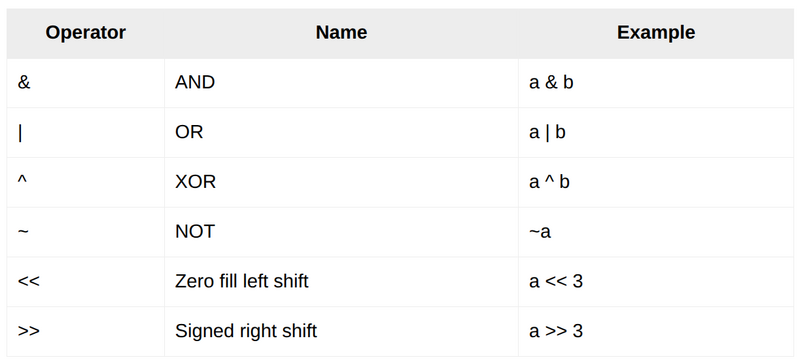 Operator Name Example
& AND a & b
| OR a | b
^ XOR a ^ b
~ NOT ~a
<< Zero fill left shift a << 3
>> Signed right shift a >> 3